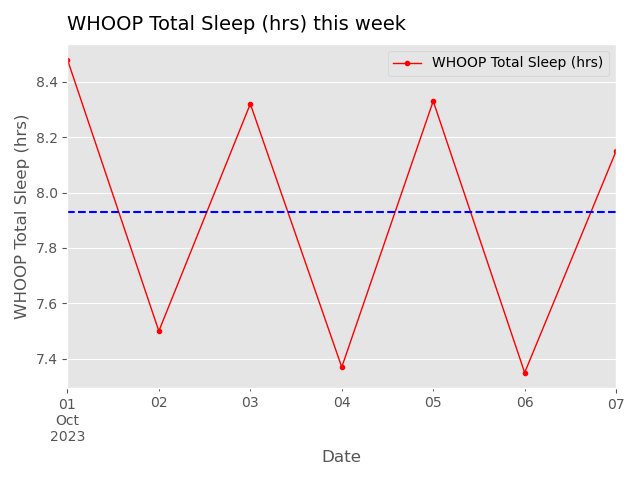 WHOOP Total Sleep (hrs) this week
WHOOP Total Sleep (hrs)
WHOOP Total Sleep (hrs)
8.4
8.2
8.0
7.8
7.6
7.4
01 02 03 04 05 06 07
Oct
2023
Date